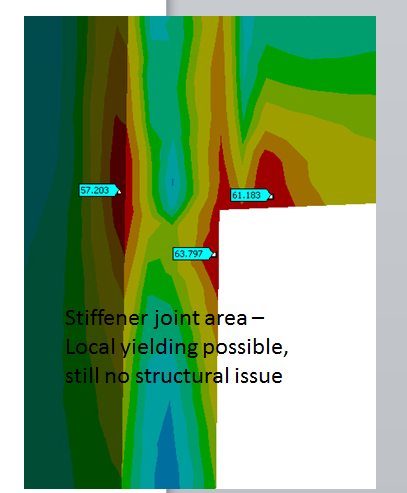 57.203
61.183
63.797
Stiffener joint area –
Local yielding possible,
still no structural issue